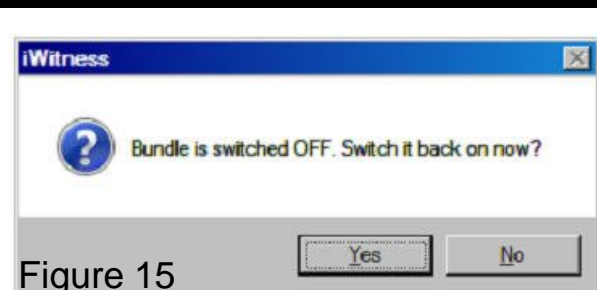 iWitness
Bundle is switched OFF. Switch it back on now?
Yes
No
Figure 15